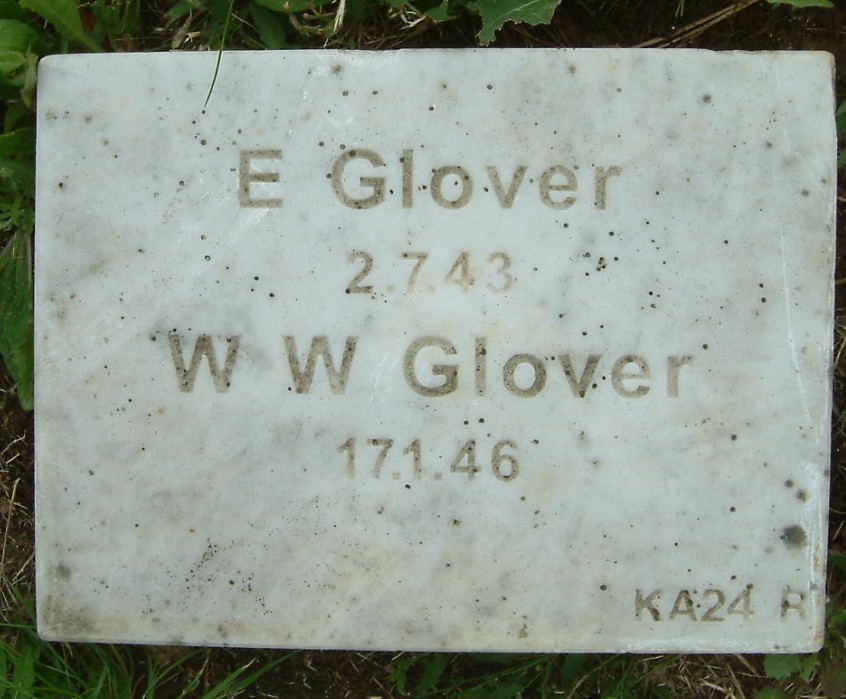 E Glover
2.7.43
W W Glover
17.1.46
KA24 R